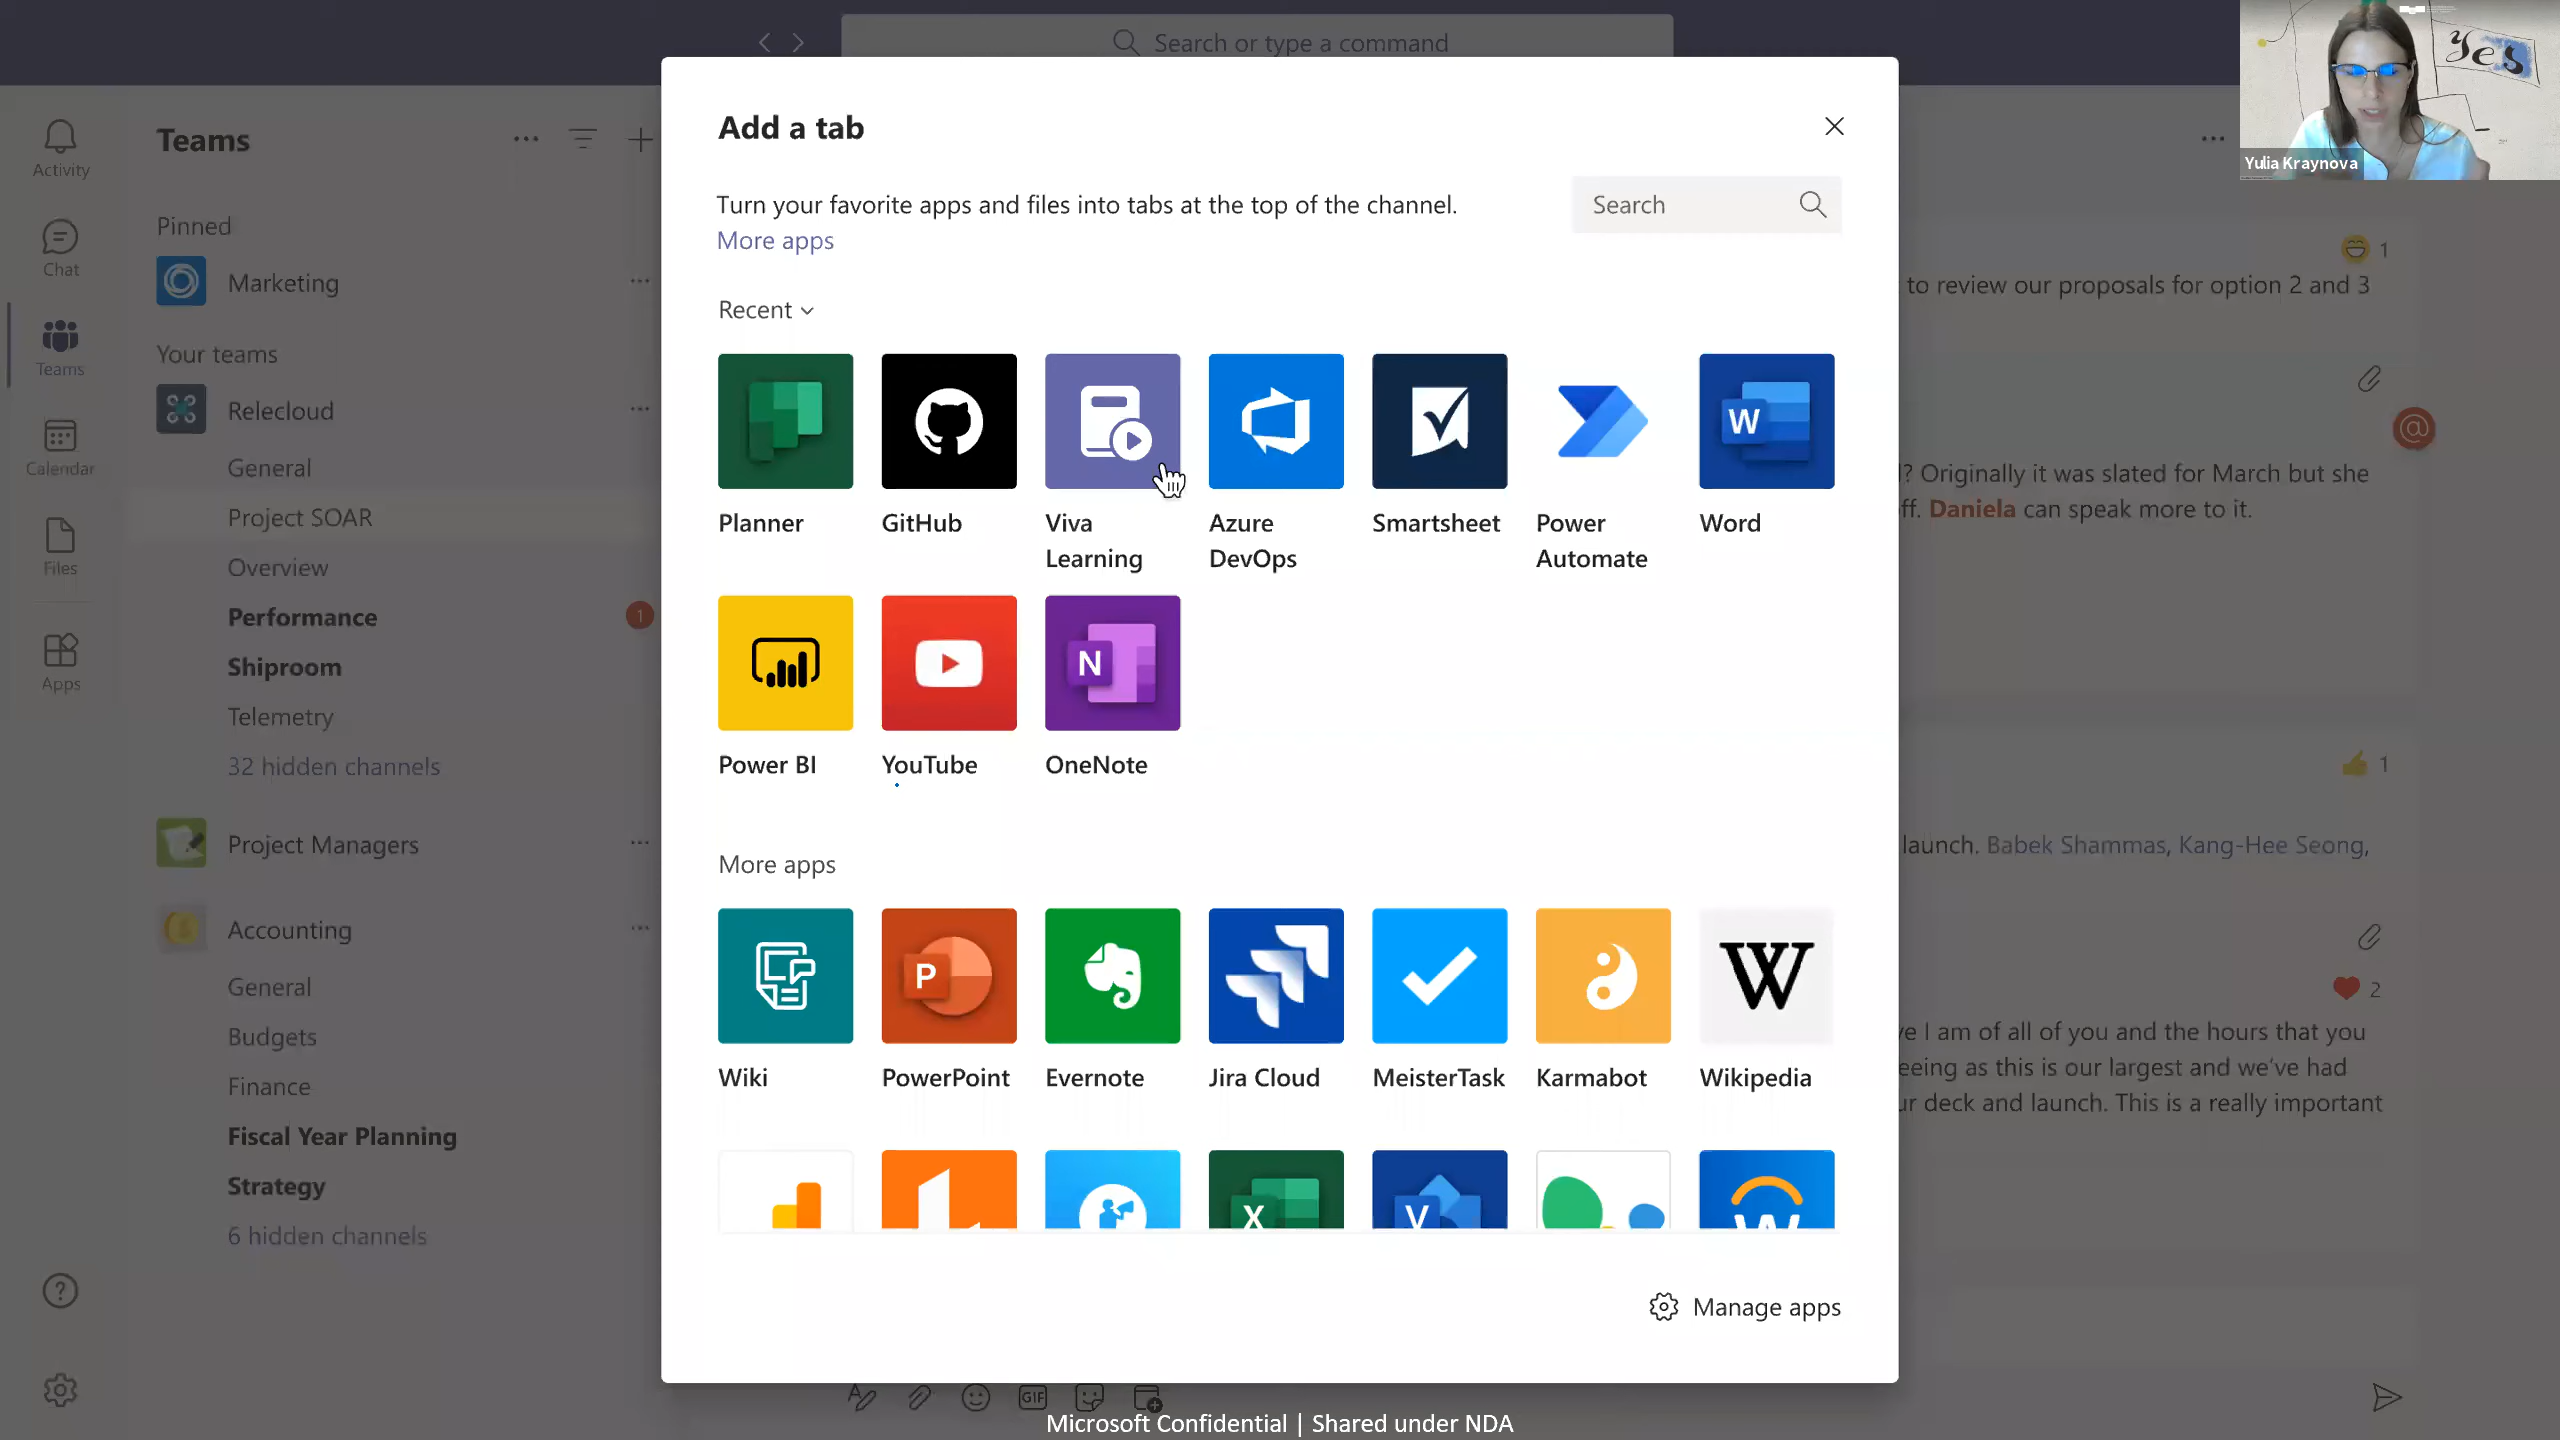 Search or type a command
Yes
Yulia Kraynova
Activity
Chat
Teams
Calendar
Files
Apps
Teams
Pinned
Marketing
Your teams
Relecloud
General
Project SOAR
Overview
Performance
1
Shiproom
Telemetry
32 hidden channels
Project Managers
Accounting
General
Budgets
Finance
Fiscal Year Planning
Strategy
6 hidden channels
Add a tab
Turn your favorite apps and files into tabs at the top of the channel.
More apps
Search
Recent
W
Planner
GitHub
Viva
Learning
Azure
DevOps
Smartsheet
Power
Automate
Word
N
Power BI
YouTube
OneNote
More apps
P
W
Wiki
PowerPoint
Evernote
Jira Cloud
MeisterTask
Karmabot
Wikipedia
X
V
W
Manage apps
1
to review our proposals for option 2 and 3
@
? Originally it was slated for March but she
ff. Daniela can speak more to it.
1
launch. Babek Shammas, Kang-Hee Seong,
2
I am of all of you and the hours that you
eeing as this is our largest and we've had
ur deck and launch. This is a really important
GIF
Microsoft Confidential | Shared under NDA